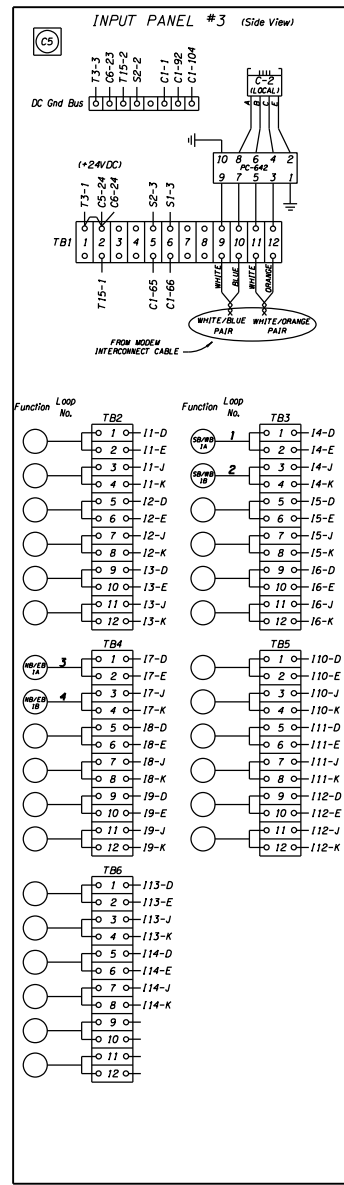 INPUT PANEL #3 (Side View)
C5
T3-3
C6-23
T15-2
S2-2
C1-1
C1-92
C1-104
DC Gnd Bus
C-2
(LOCAL)
A
B
C
E
10 8 6 4 2
PC-642
9 7 5 3 1
(+24VDC)
T3-1
C5-24
C6-24
S2-3
S1-3
TB1
1 2 3 4 5 6 7 8 9 10 11 12
T15-1
C1-65
C1-66
WHITE
BLUE
WHITE
ORANGE
WHITE/BLUE
PAIR
WHITE/ORANGE
PAIR
FROM MODEM
INTERCONNECT CABLE
Function
Loop
No.
TB2
1 I1-D
2 I1-E
3 I1-J
4 I1-K
5 I2-D
6 I2-E
7 I2-J
8 I2-K
9 I3-D
10 I3-E
11 I3-J
12 I3-K
Function
Loop
No.
TB3
SB/WB
1A
1
1 I4-D
2 I4-E
SB/WB
1B
2
3 I4-J
4 I4-K
5 I5-D
6 I5-E
7 I5-J
8 I5-K
9 I6-D
10 I6-E
11 I6-J
12 I6-K
TB4
NB/EB
1A
3
1 I7-D
2 I7-E
NB/EB
1B
4
3 I7-J
4 I7-K
5 I8-D
6 I8-E
7 I8-J
8 I8-K
9 I9-D
10 I9-E
11 I9-J
12 I9-K
TB5
1 I10-D
2 I10-E
3 I10-J
4 I10-K
5 I11-D
6 I11-E
7 I11-J
8 I11-K
9 I12-D
10 I12-E
11 I12-J
12 I12-K
TB6
1 I13-D
2 I13-E
3 I13-J
4 I13-K
5 I14-D
6 I14-E
7 I14-J
8 I14-K
9
10
11
12